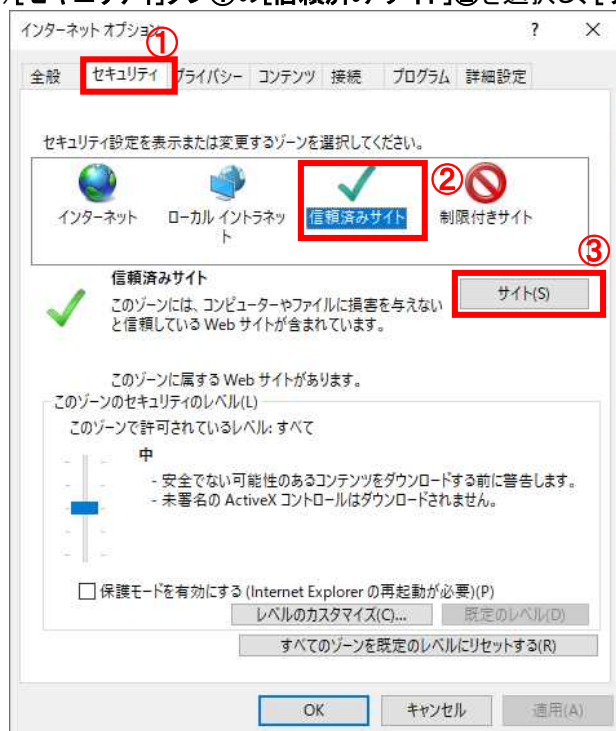 インターネット オプション ? ×
①
全般 セキュリティ プライバシー コンテンツ 接続 プログラム 詳細設定
セキュリティ設定を表示または変更するゾーンを選択してください。
②
インターネット ローカル イントラネット 信頼済みサイト 制限付きサイト
③
信頼済みサイト
サイト(S)
このゾーンには、コンピューターやファイルに損害を与えない
と信頼している Web サイトが含まれています。
このゾーンに属する Web サイトがあります。
このゾーンのセキュリティのレベル(L)
このゾーンで許可されているレベル: すべて
中
- 安全でない可能性のあるコンテンツをダウンロードする前に警告します。
- 未署名の ActiveX コントロールはダウンロードされません。
保護モードを有効にする (Internet Explorer の再起動が必要)(P)
レベルのカスタマイズ(C)... 既定のレベル(D)
すべてのゾーンを既定のレベルにリセットする(R)
OK キャンセル 適用(A)